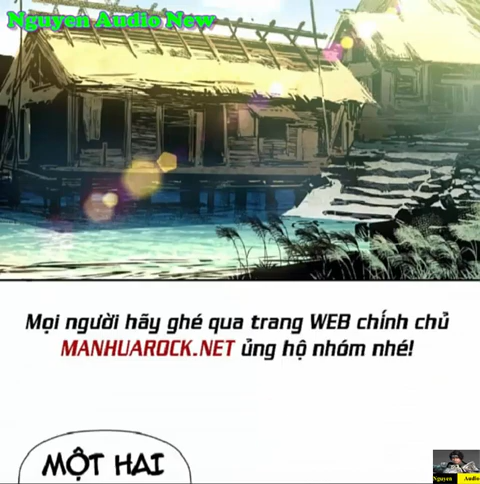 Nguyen Audio New
Mọi người hãy ghé qua trang WEB chính chủ
MANHUAROCK.NET ủng hộ nhóm nhé!
MỘT HAI
Nguyen Audio